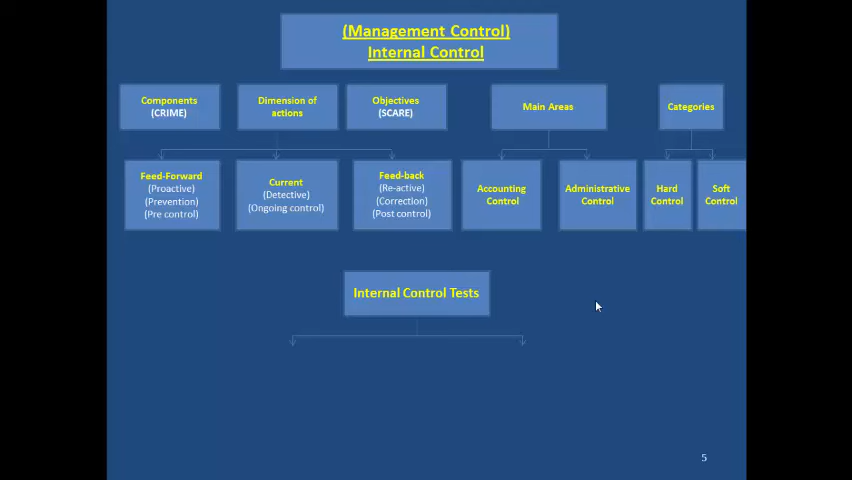 (Management Control)
Internal Control
Components
(CRIME)
Dimension of
actions
Objectives
(SCARE)
Main Areas
Categories
Feed-Forward
(Proactive)
(Prevention)
(Pre control)
Current
(Detective)
(Ongoing control)
Feed-back
(Re-active)
(Correction)
(Post control)
Accounting
Control
Administrative
Control
Hard
Control
Soft
Control
Internal Control Tests
5